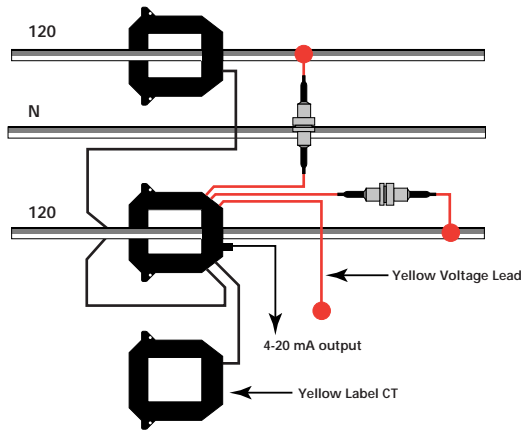 120
N
120
Yellow Voltage Lead
4-20 mA output
Yellow Label CT